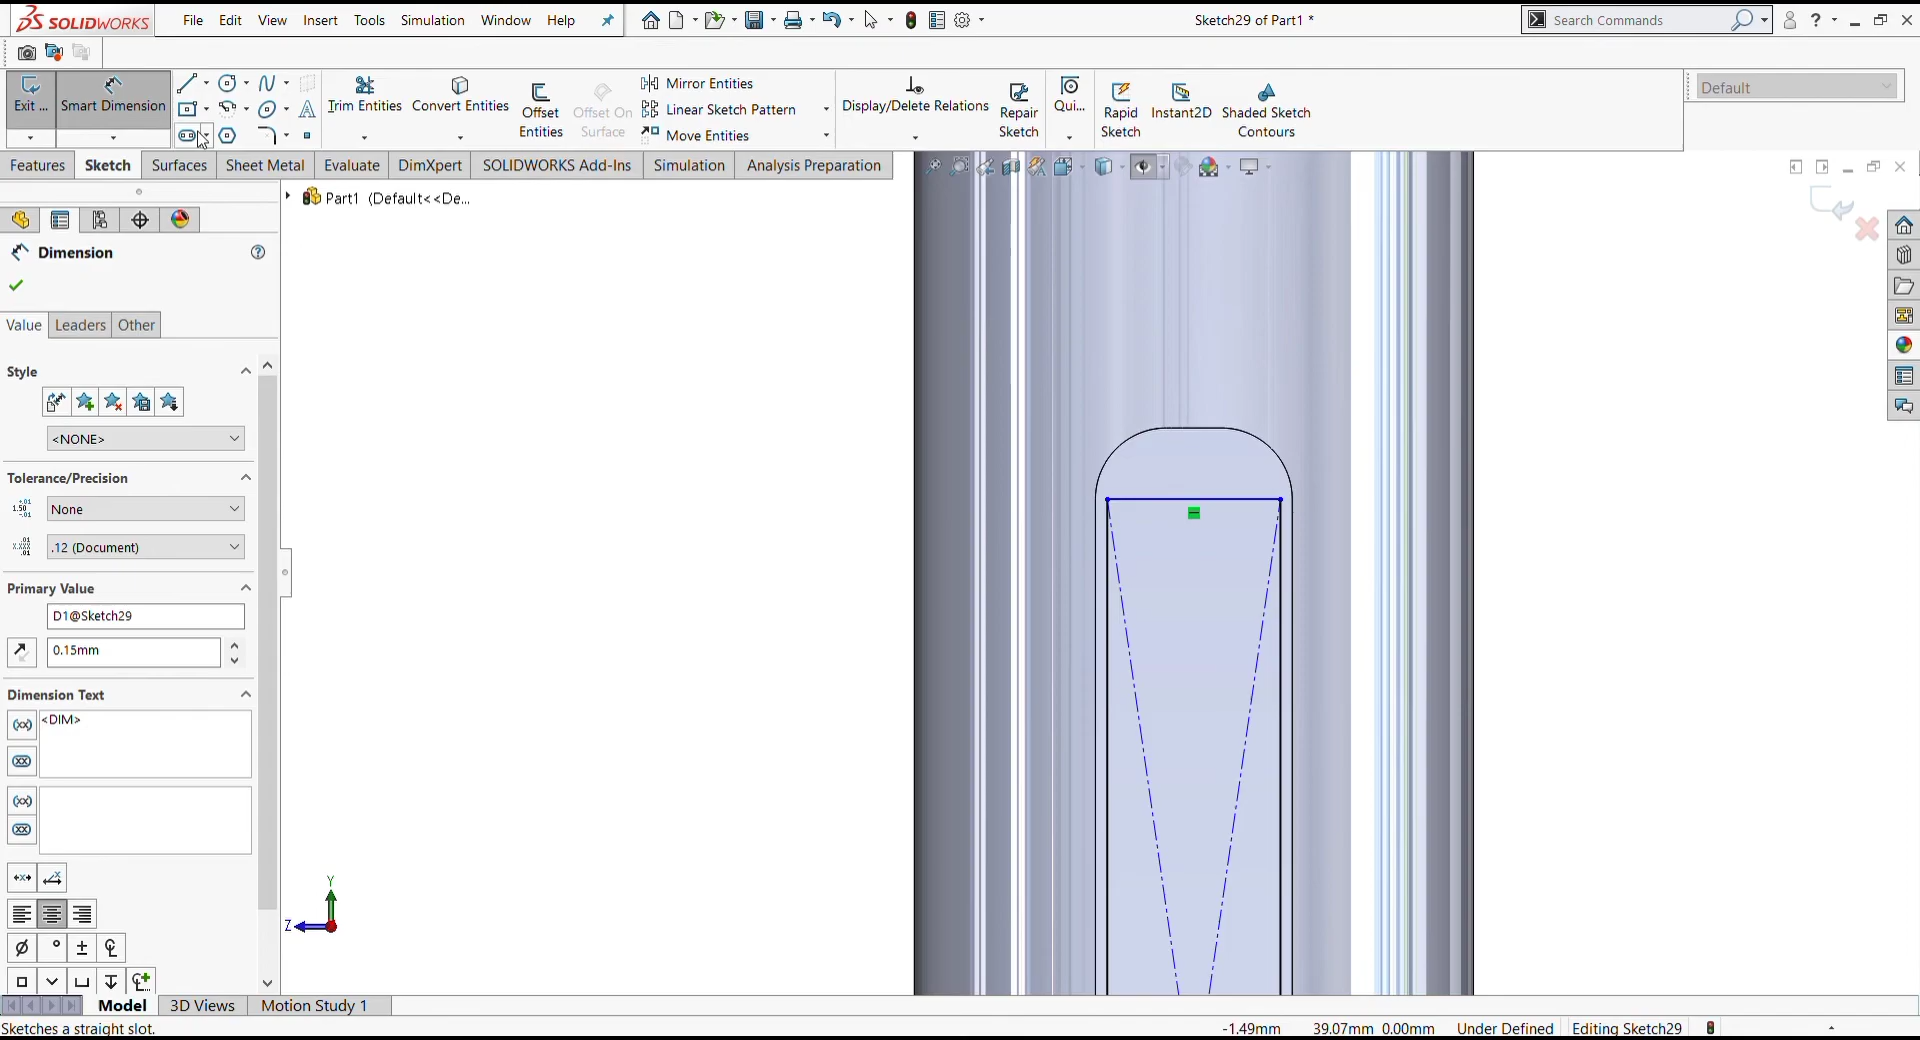 SOLIDWORKS
File Edit View Insert Tools Simulation Window Help
Sketch29 of Part1 *
Search Commands
?
Exit ...
Smart Dimension
Trim Entities
Convert Entities
Offset Entities
Offset On Surface
Mirror Entities
Linear Sketch Pattern
Move Entities
Display/Delete Relations
Repair Sketch
Qui...
Rapid Sketch
Instant2D
Shaded Sketch Contours
Default
Features Sketch Surfaces Sheet Metal Evaluate DimXpert SOLIDWORKS Add-Ins Simulation Analysis Preparation
Part1 (Default<<De...
Dimension
Value Leaders Other
Style
<NONE>
Tolerance/Precision
None
.12 (Document)
Primary Value
D1@Sketch29
0.15mm
Dimension Text
<DIM>
Y
Z
Model 3D Views Motion Study 1
Sketches a straight slot.
-1.49mm 39.07mm 0.00mm Under Defined Editing Sketch29